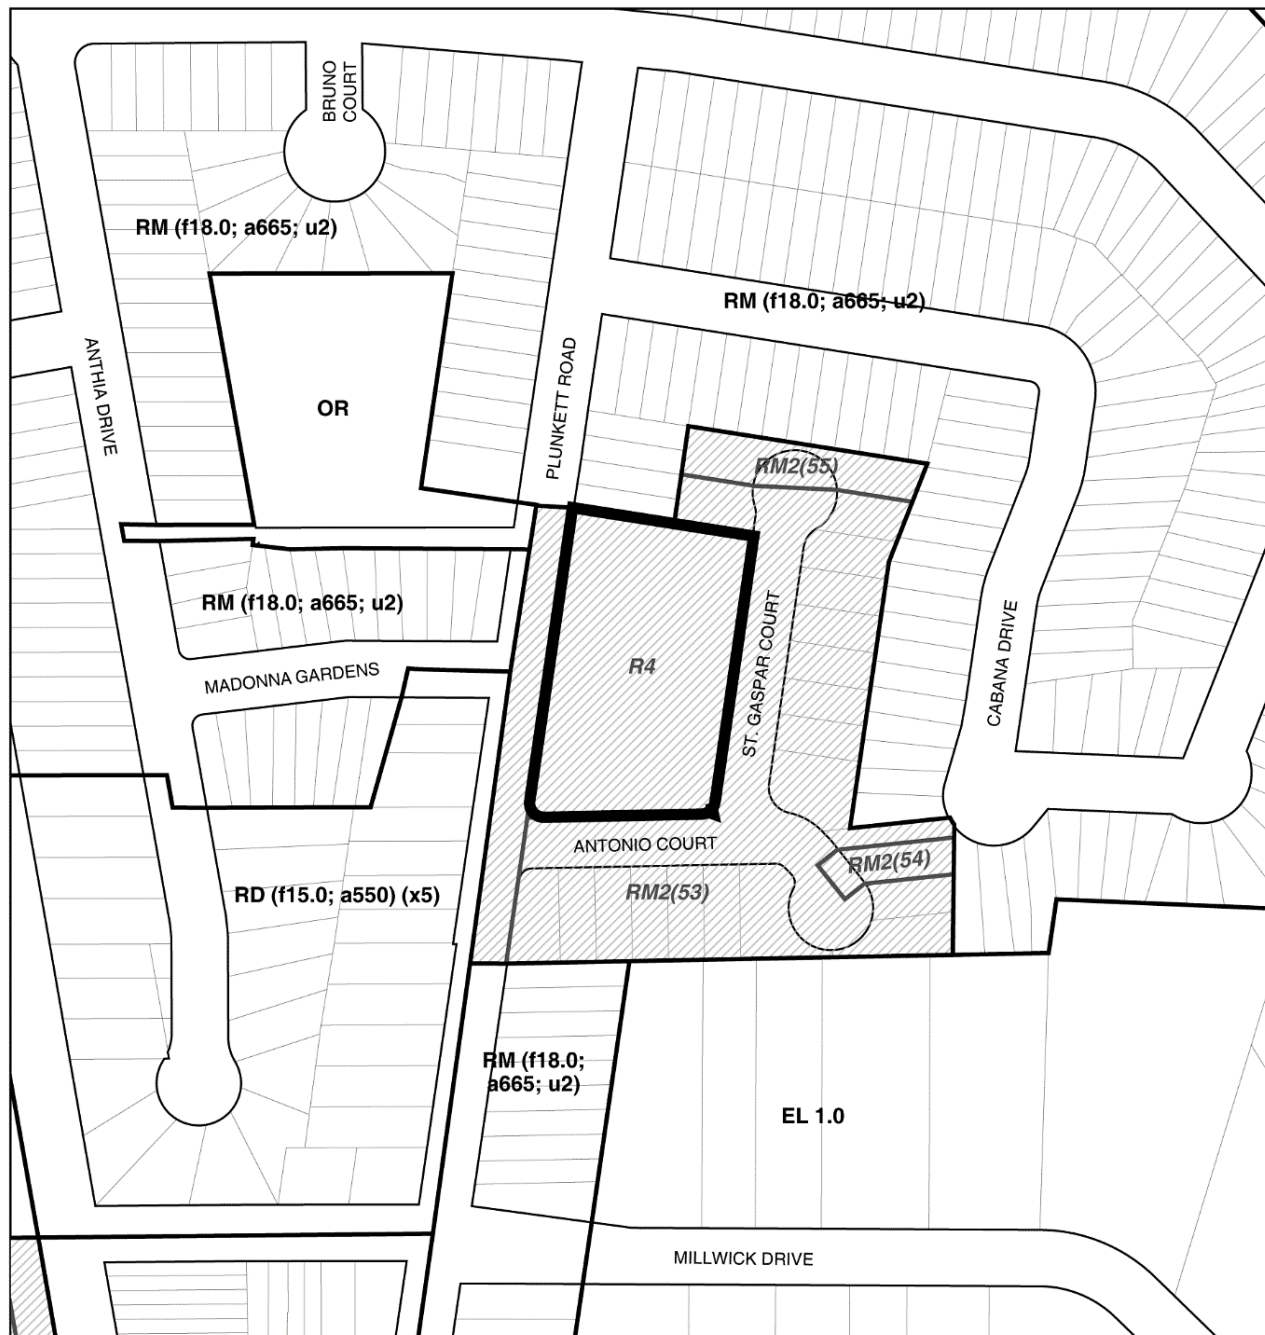 BRUNO
COURT
RM (f18.0; a665; u2)
RM (f18.0; a665; u2)
ANTHIA DRIVE
PLUNKETT ROAD
OR
RM2(55)
RM (f18.0; a665; u2)
R4
ST. GASPAR COURT
CABANA DRIVE
MADONNA GARDENS
ANTONIO COURT
RM2(54)
RD (f15.0; a550) (x5)
RM2(53)
RM (f18.0;
a665; u2)
EL 1.0
MILLWICK DRIVE